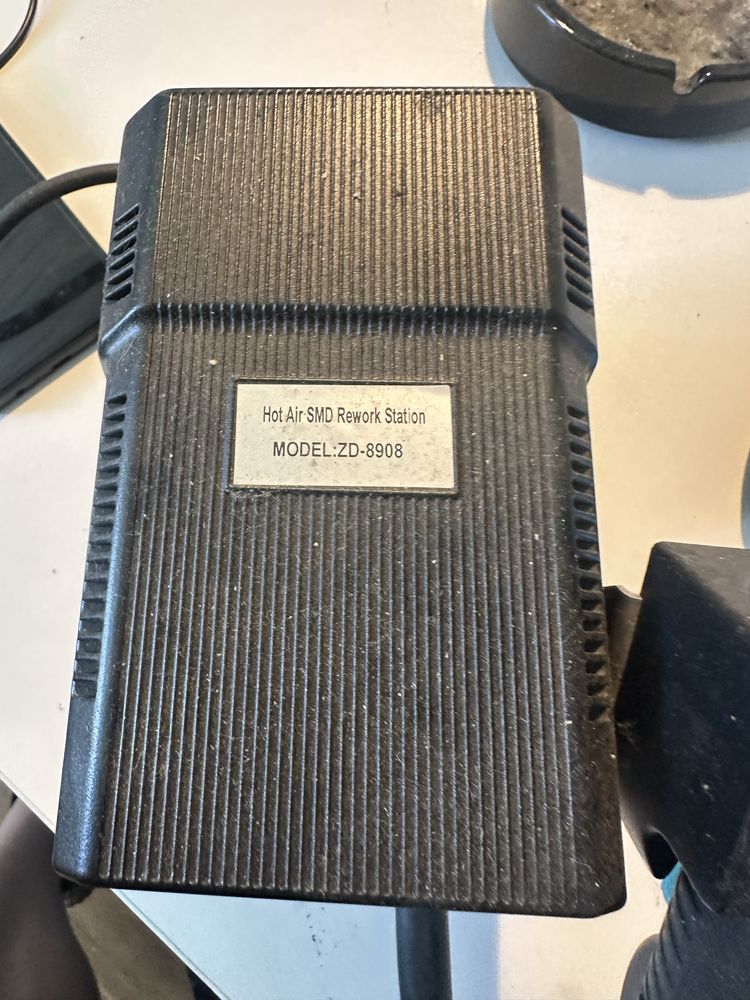 Hot Air SMD Rework Station
MODEL:ZD-8908